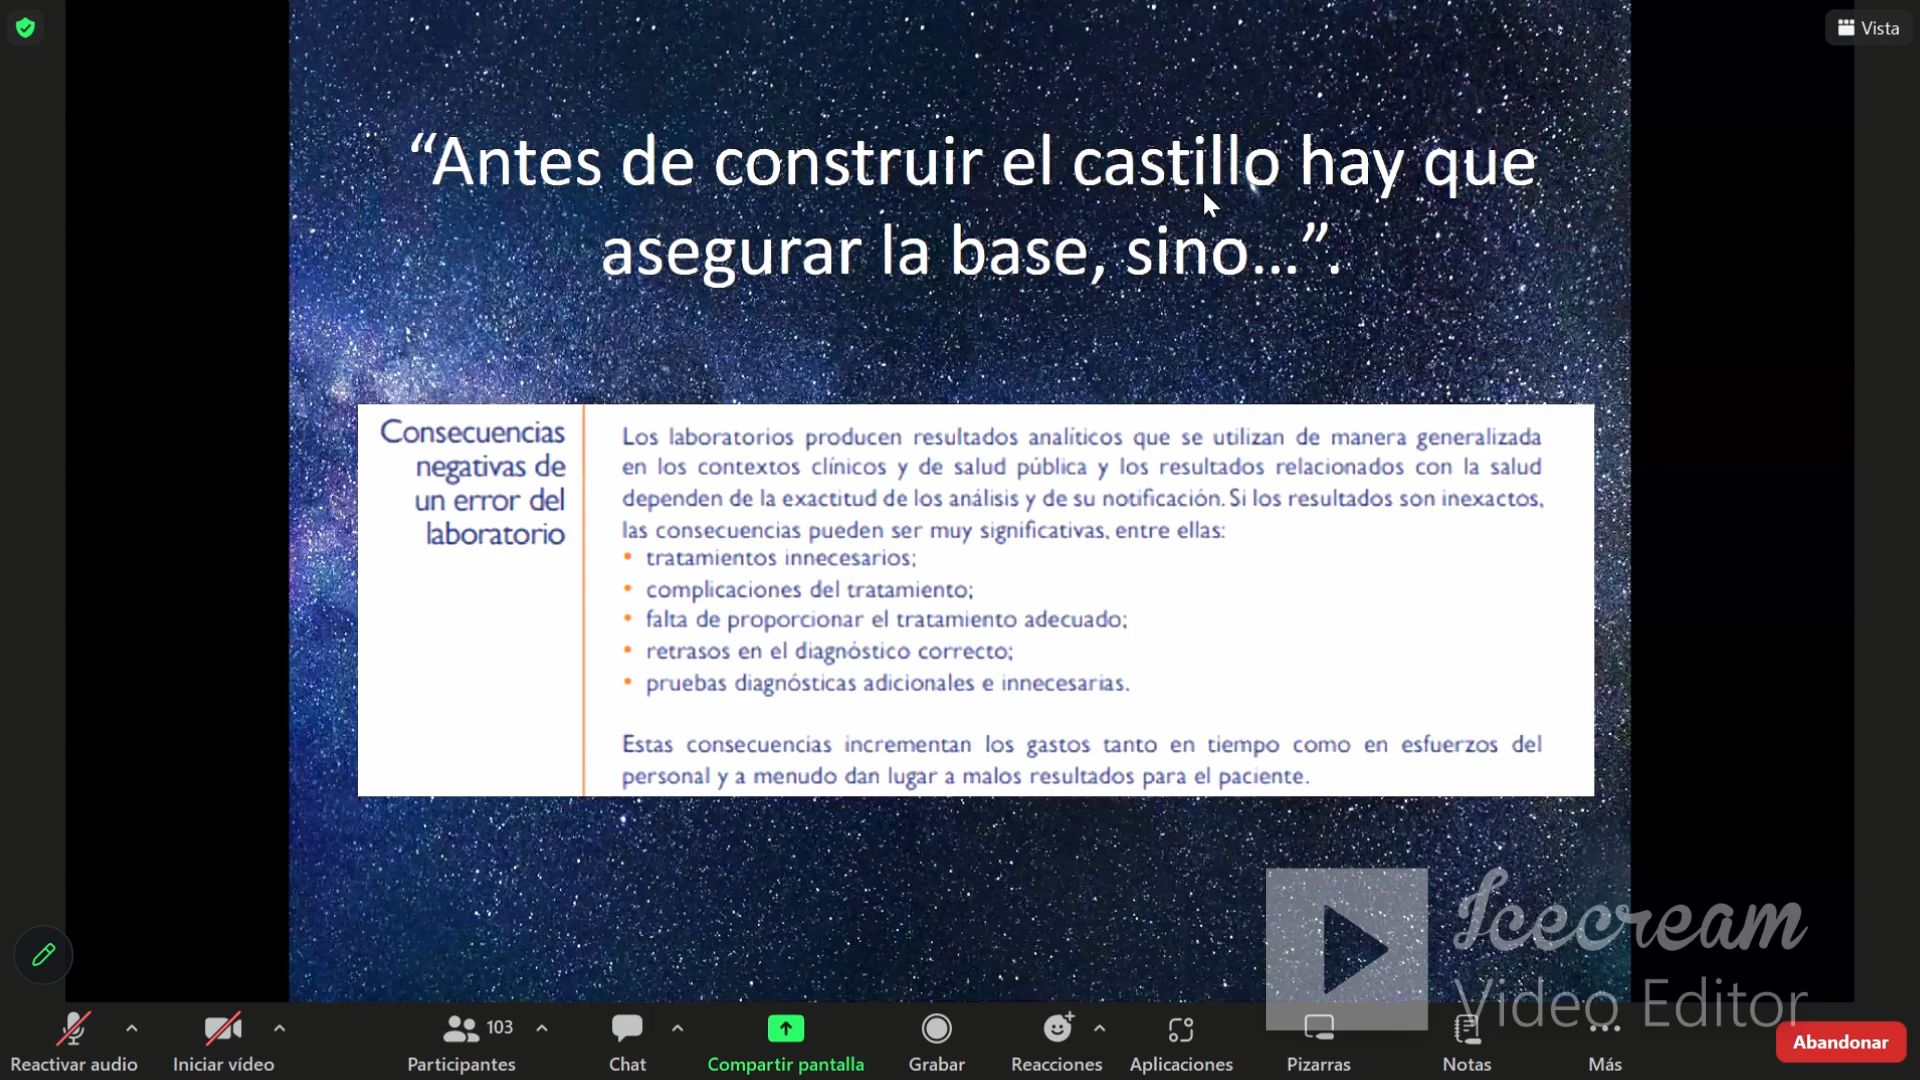 Vista
“Antes de construir el castillo hay que
asegurar la base, sino...”.
Consecuencias
negativas de
un error del
laboratorio
Los laboratorios producen resultados analíticos que se utilizan de manera generalizada
en los contextos clínicos y de salud pública y los resultados relacionados con la salud
dependen de la exactitud de los análisis y de su notificación. Si los resultados son inexactos,
las consecuencias pueden ser muy significativas, entre ellas:
• tratamientos innecesarios;
• complicaciones del tratamiento;
• falta de proporcionar el tratamiento adecuado;
• retrasos en el diagnóstico correcto;
• pruebas diagnósticas adicionales e innecesarias.
Estas consecuencias incrementan los gastos tanto en tiempo como en esfuerzos del
personal y a menudo dan lugar a malos resultados para el paciente.
Icecream
Video Editor
Reactivar audio
Iniciar vídeo
103
Participantes
Chat
Compartir pantalla
Grabar
Reacciones
Aplicaciones
Pizarras
Notas
Más
Abandonar